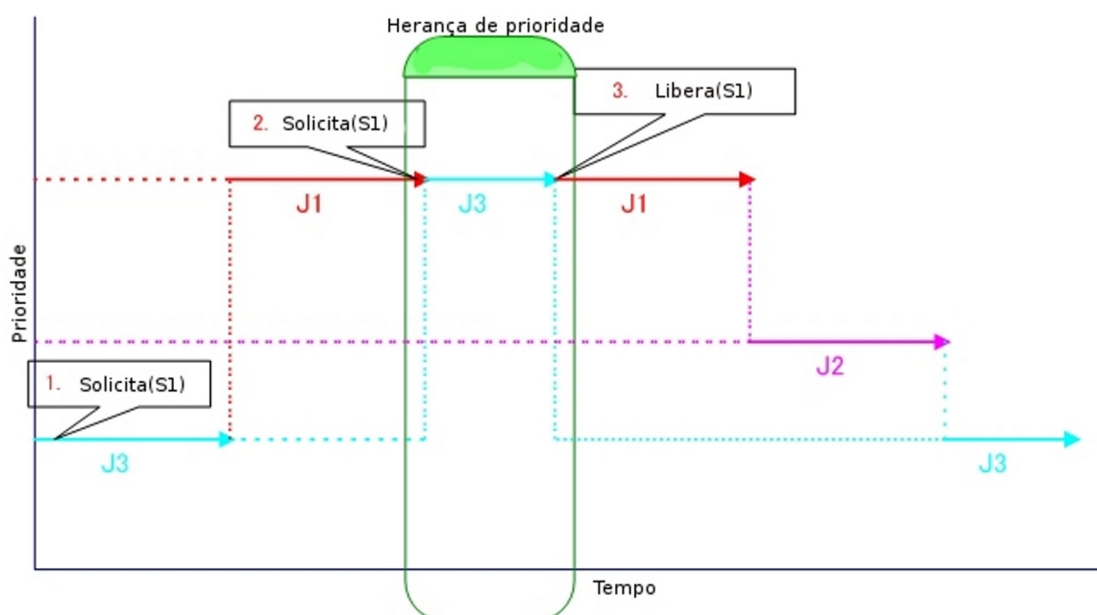 Herança de prioridade
3. Libera(S1)
2. Solicita(S1)
J1
J3
J1
Prioridade
J2
1. Solicita(S1)
J3
J3
Tempo